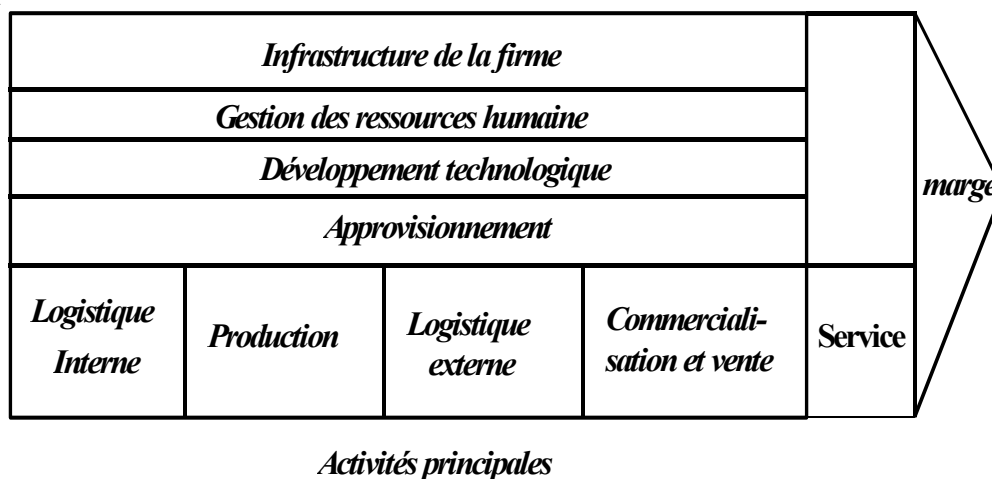 Infrastructure de la firme
Gestion des ressources humaine
Développement technologique
marge
Approvisionnement
Logistique
Interne
Production
Logistique
externe
Commerciali-
sation et vente
Service
Activités principales